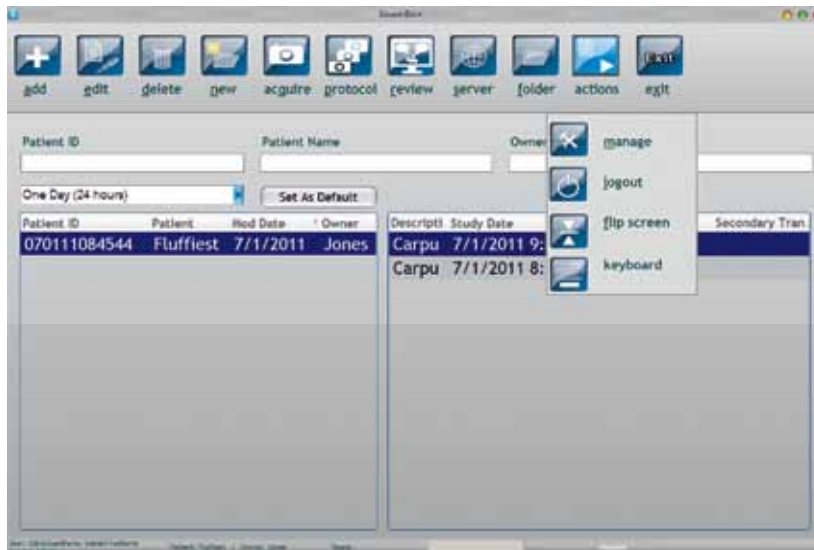 add edit delete new acquire protocol review server folder actions exit
Patient ID Patient Name Owner
manage
logout
One Day (24 hours) Set As Default
flip screen
Patient ID Patient Mod Date Owner Descripti Study Date Secondary Tran
070111084544 Fluffiest 7/1/2011 Jones Carpu 7/1/2011 9:
Carpu 7/1/2011 8:
keyboard